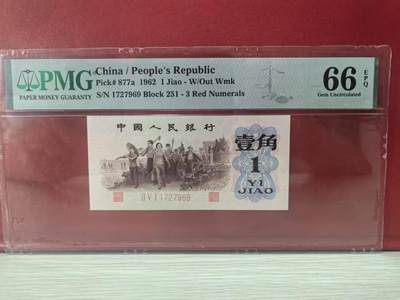 PMG
PAPER MONEY GUARANTY
China / People's Republic
Pick# 877a 1962 1 Jiao - W/Out Wmk
S/N 1727969 Block 251 - 3 Red Numerals
66 EPQ
Gem Uncirculated
中國人民銀行
壹角
1
YI
JIAO
II V I 1727969